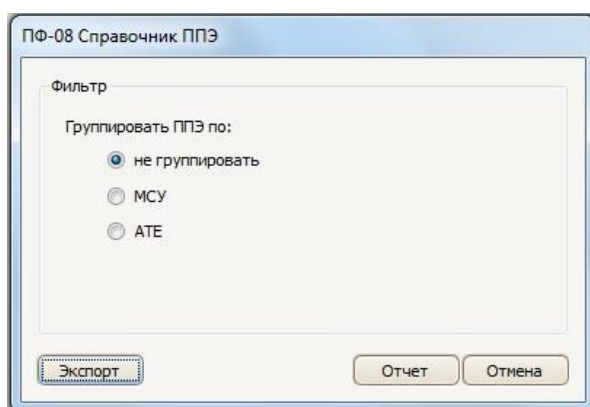 ПФ-08 Справочник ППЭ
Фильтр
Группировать ППЭ по:
не группировать
МСУ
АТЕ
Экспорт Отчет Отмена